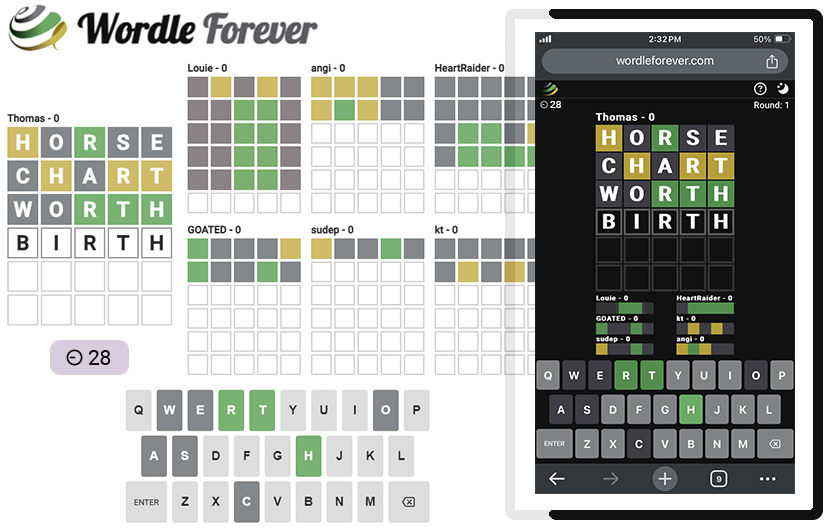 Wordle Forever
Louie - 0
angi - 0
HeartRaider - 0
Thomas - 0
H O R S E
C H A R T
W O R T H
B I R T H
GOATED - 0
sudep - 0
kt - 0
28
Q W E R T Y U I O P
A S D F G H J K L
ENTER Z X C V B N M
2:32 PM
50%
wordleforever.com
?
28
Round: 1
Thomas - 0
H O R S E
C H A R T
W O R T H
B I R T H
Louie - 0
HeartRaider - 0
GOATED - 0
kt - 0
sudep - 0
angi - 0
Q W E R T Y U I O P
A S D F G H J K L
ENTER Z X C V B N M
9